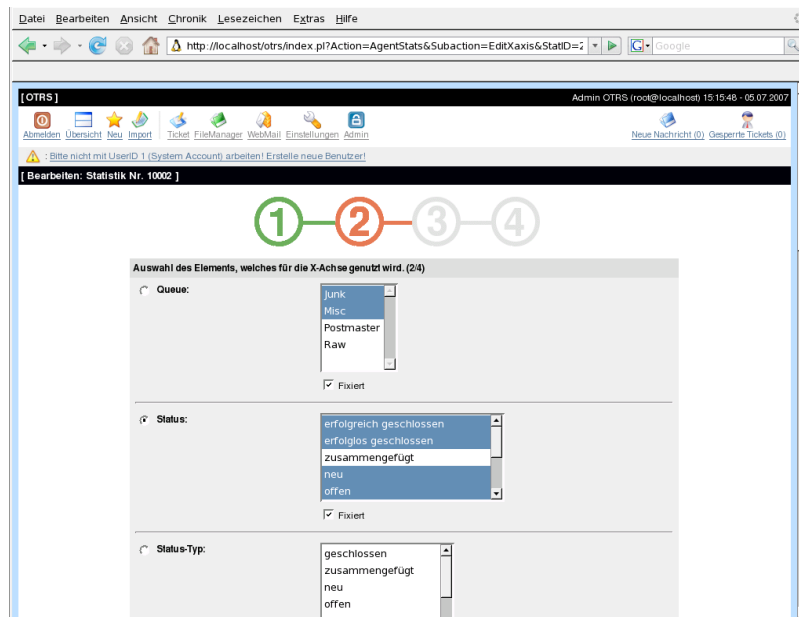 Datei Bearbeiten Ansicht Chronik Lesezeichen Extras Hilfe
http://localhost/otrs/index.pl?Action=AgentStats&Subaction=EditXaxis&StatID=2
G Google
[ OTRS ] Admin OTRS (root@localhost) 15:15:48 - 05.07.2007
Abmelden Übersicht Neu Import Ticket FileManager WebMail Einstellungen Admin Neue Nachricht (0) Gesperrte Tickets (0)
: Bitte nicht mit UserID 1 (System Account) arbeiten! Erstelle neue Benutzer!
[ Bearbeiten: Statistik Nr. 10002 ]
1 2 3 4
Auswahl des Elements, welches für die X-Achse genutzt wird. (2/4)
Queue:
Junk
Misc
Postmaster
Raw
Fixiert
Status:
erfolgreich geschlossen
erfolglos geschlossen
zusammengefügt
neu
offen
Fixiert
Status-Typ:
geschlossen
zusammengefügt
neu
offen